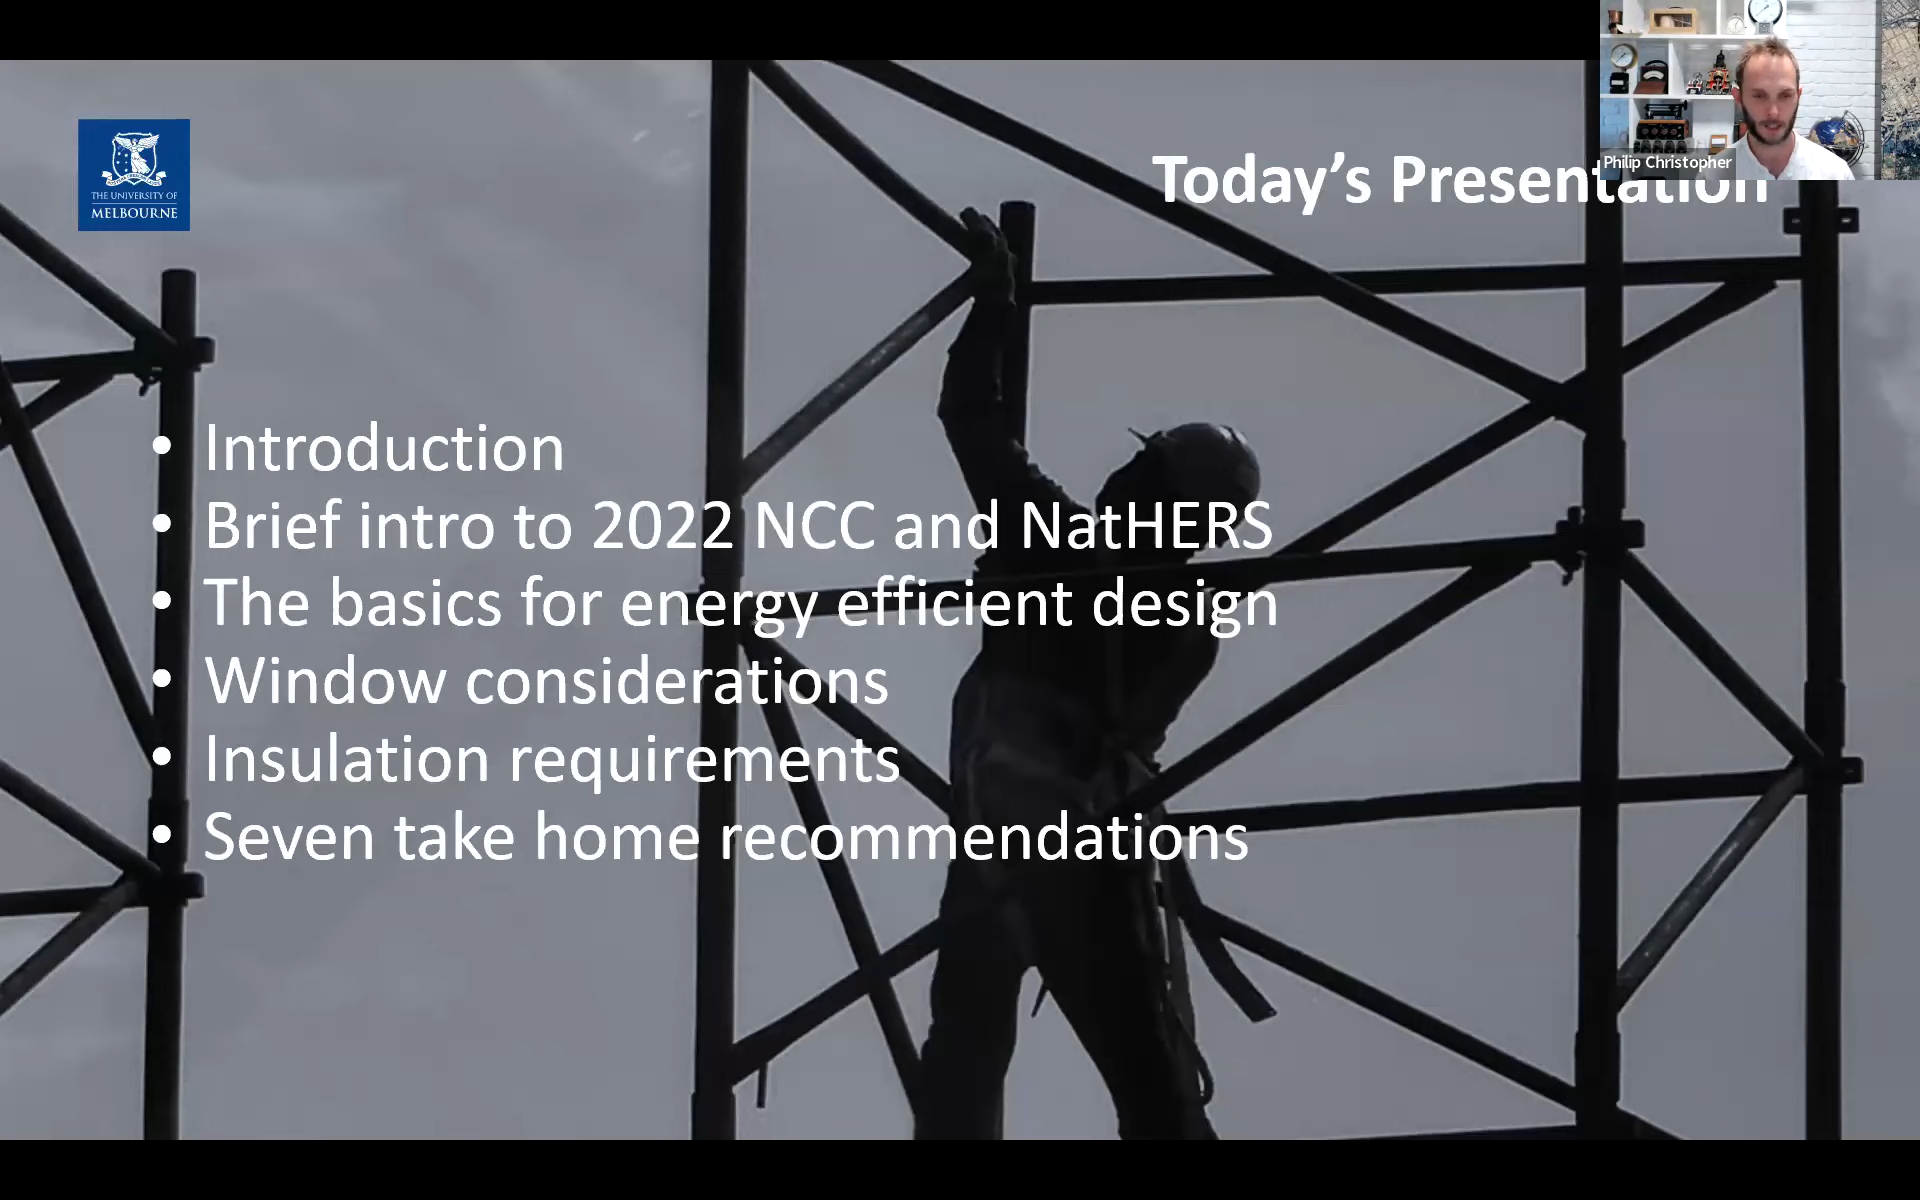 Philip Christopher
THE UNIVERSITY OF
MELBOURNE
Today's Presentation
• Introduction
• Brief intro to 2022 NCC and NatHERS
• The basics for energy efficient design
• Window considerations
• Insulation requirements
• Seven take home recommendations